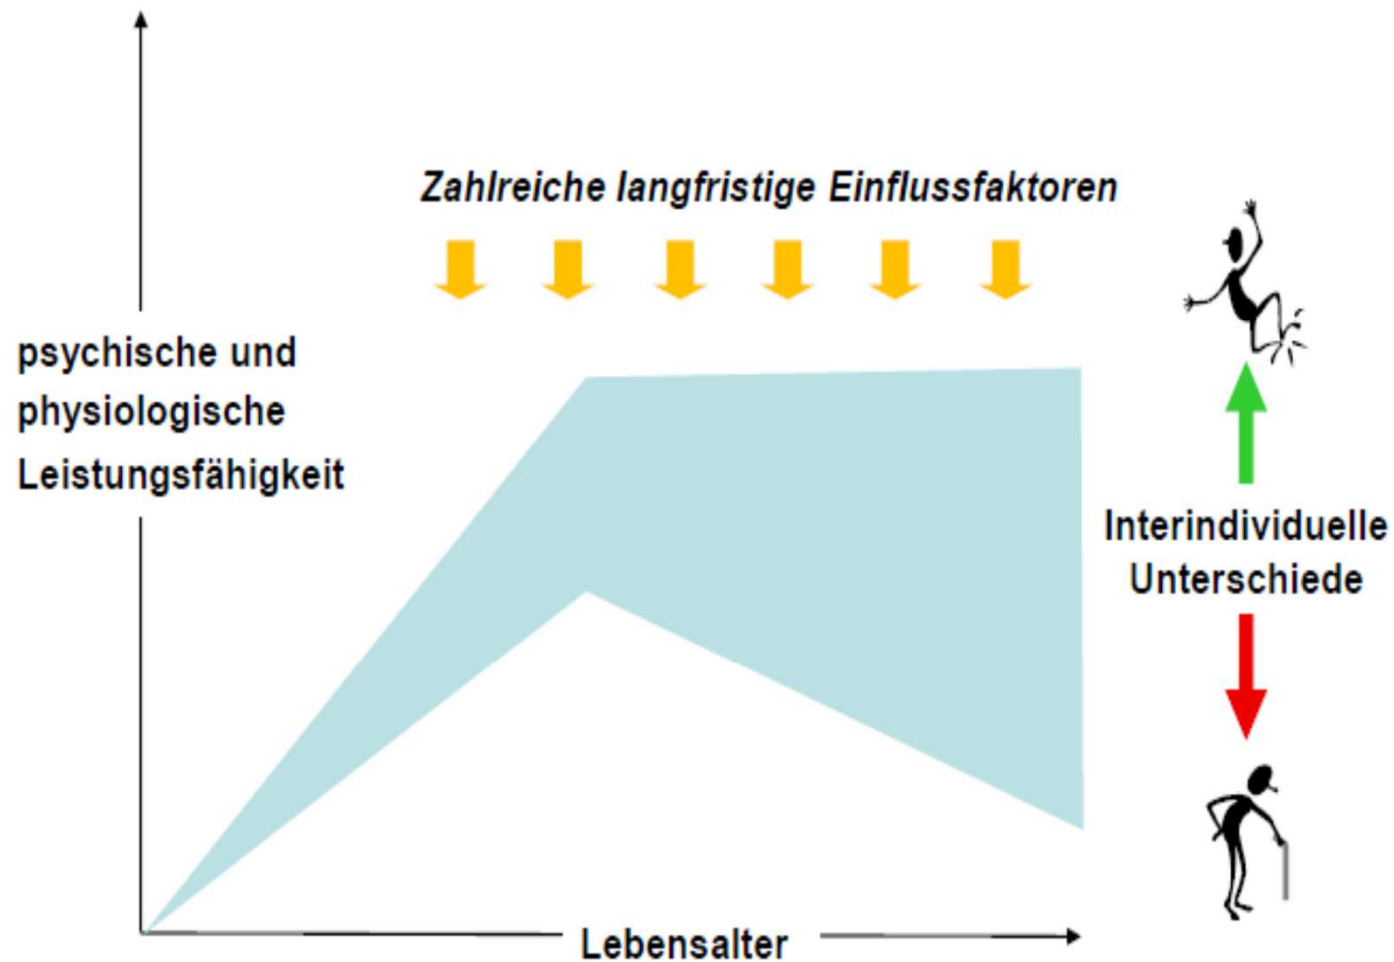 Zahlreiche langfristige Einflussfaktoren
psychische und
physiologische
Leistungsfähigkeit
Interindividuelle
Unterschiede
Lebensalter